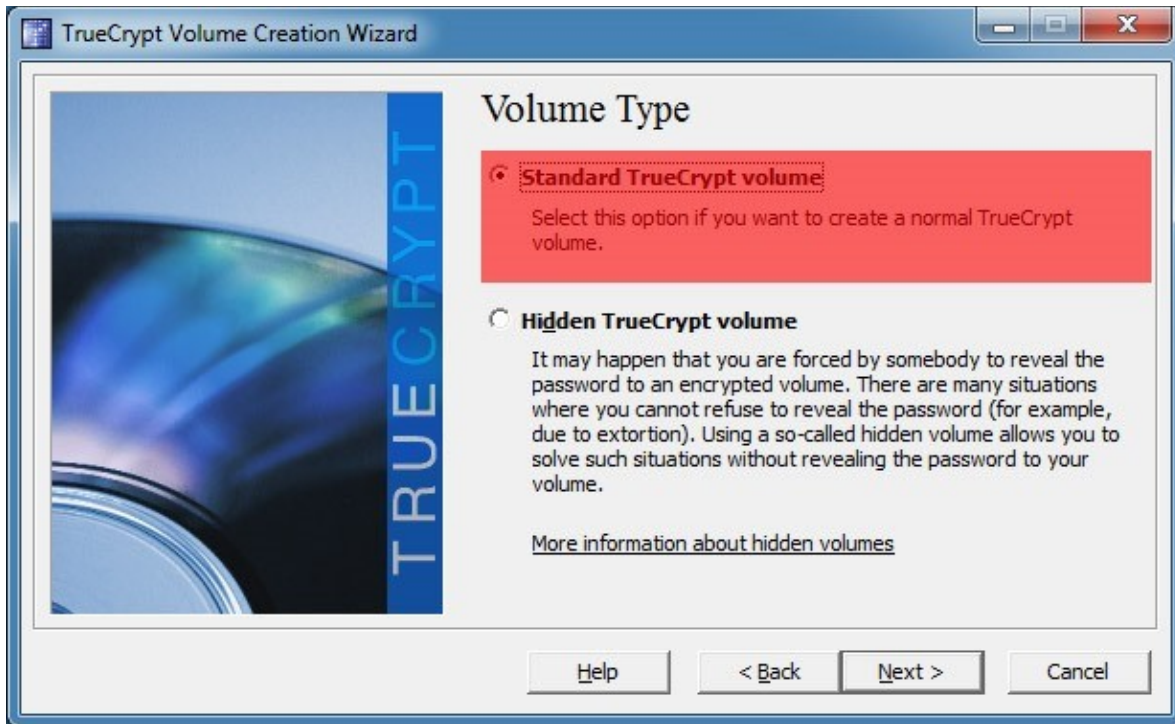 TrueCrypt Volume Creation Wizard
TRUECRYPT
Volume Type
Standard TrueCrypt volume
Select this option if you want to create a normal TrueCrypt
volume.
Hidden TrueCrypt volume
It may happen that you are forced by somebody to reveal the
password to an encrypted volume. There are many situations
where you cannot refuse to reveal the password (for example,
due to extortion). Using a so-called hidden volume allows you to
solve such situations without revealing the password to your
volume.
More information about hidden volumes
Help
< Back
Next >
Cancel